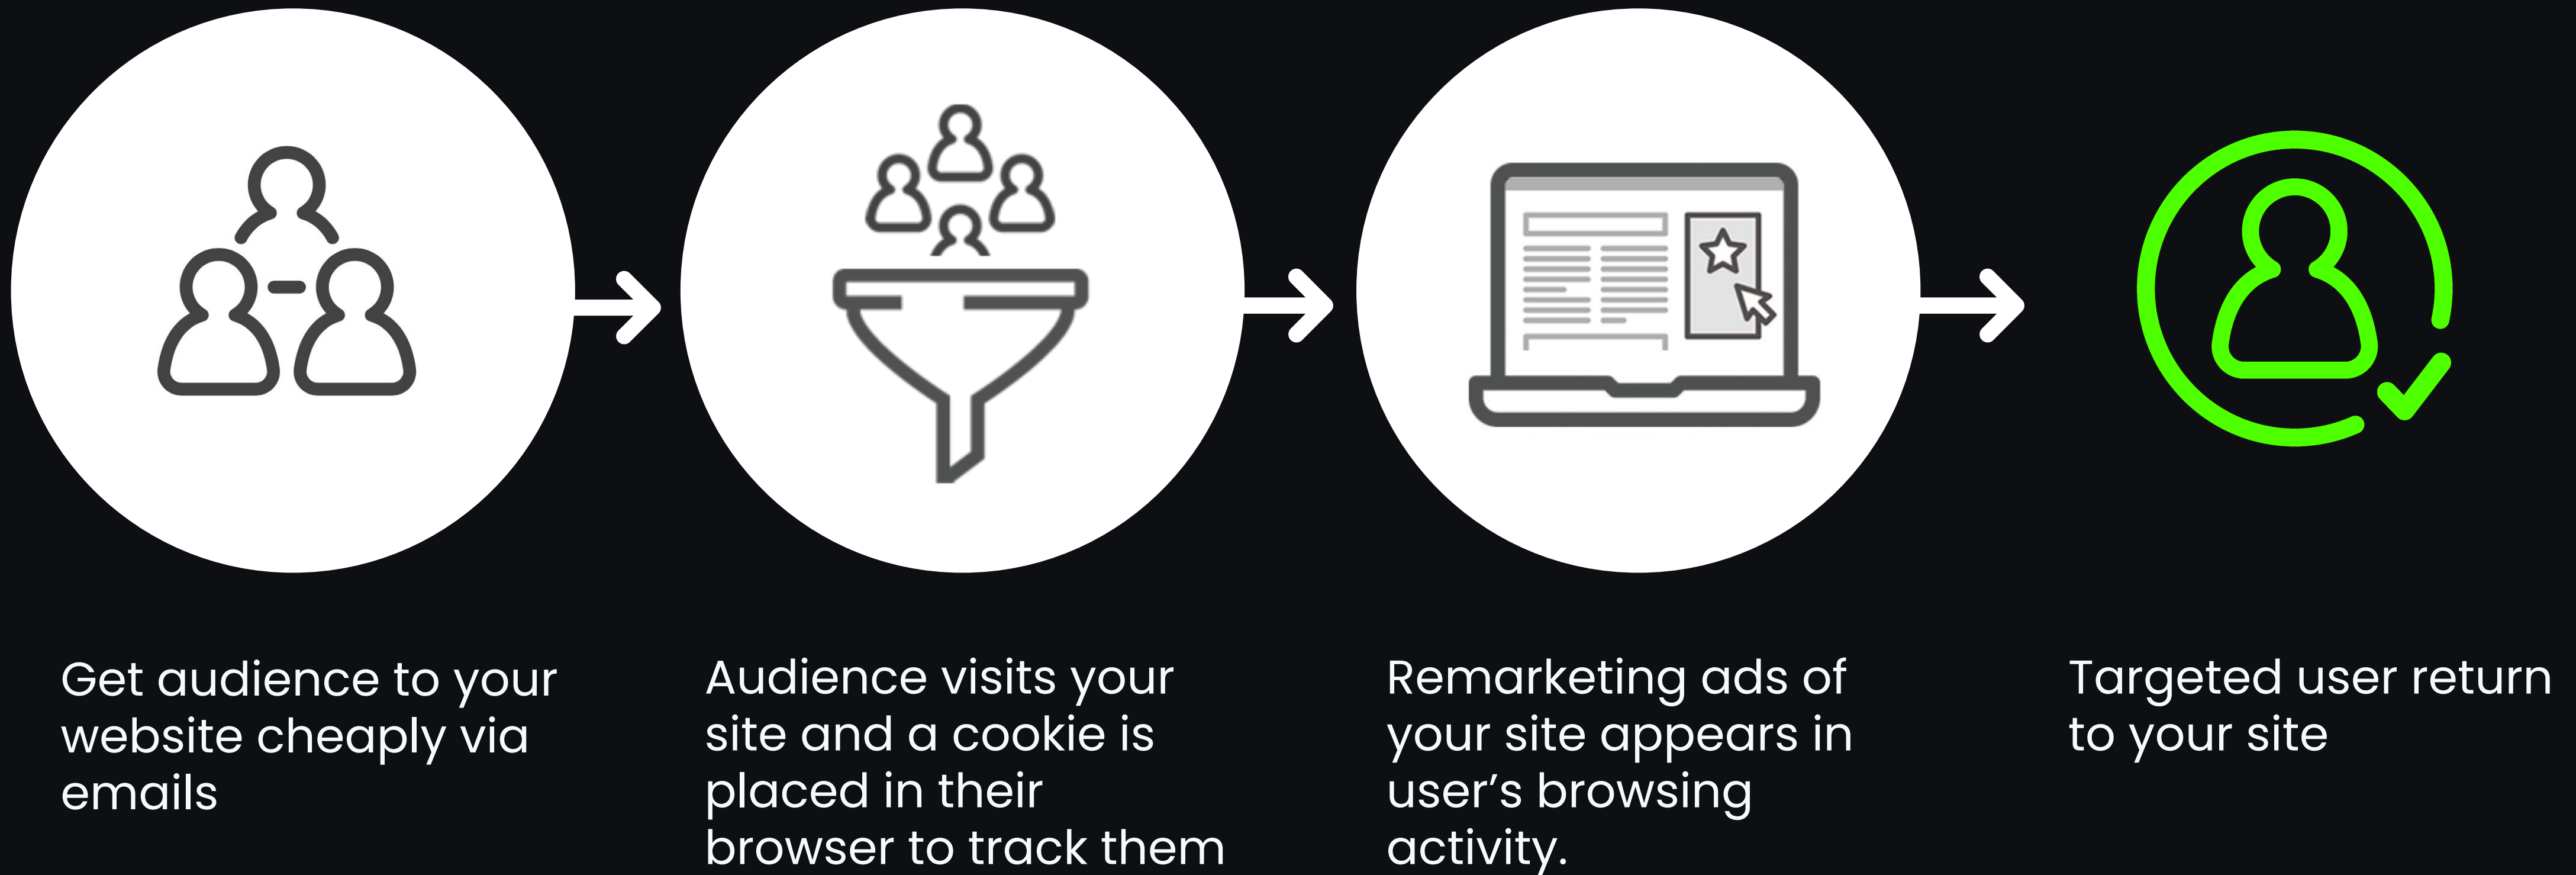 Get audience to your
website cheaply via
emails
Audience visits your
site and a cookie is
placed in their
browser to track them
Remarketing ads of
your site appears in
user’s browsing
activity.
Targeted user return
to your site